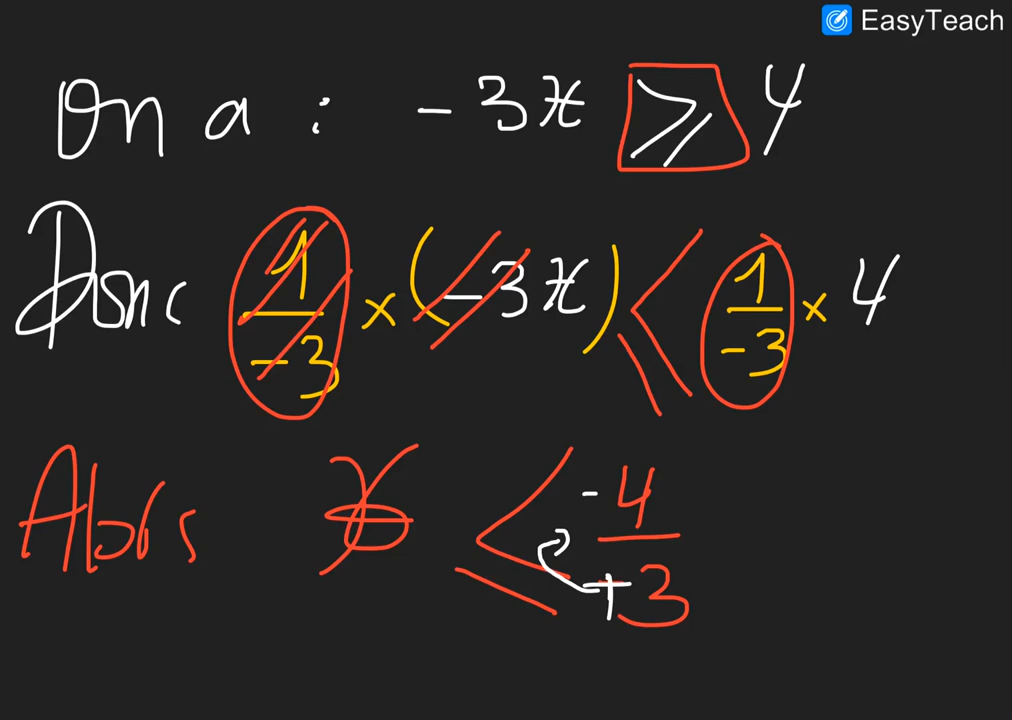 EasyTeach
On a : -3x ⩾ 4
Donc 1/-3 × (-3x) ⩽ 1/-3 × 4
Alors x ⩽ -4/+3